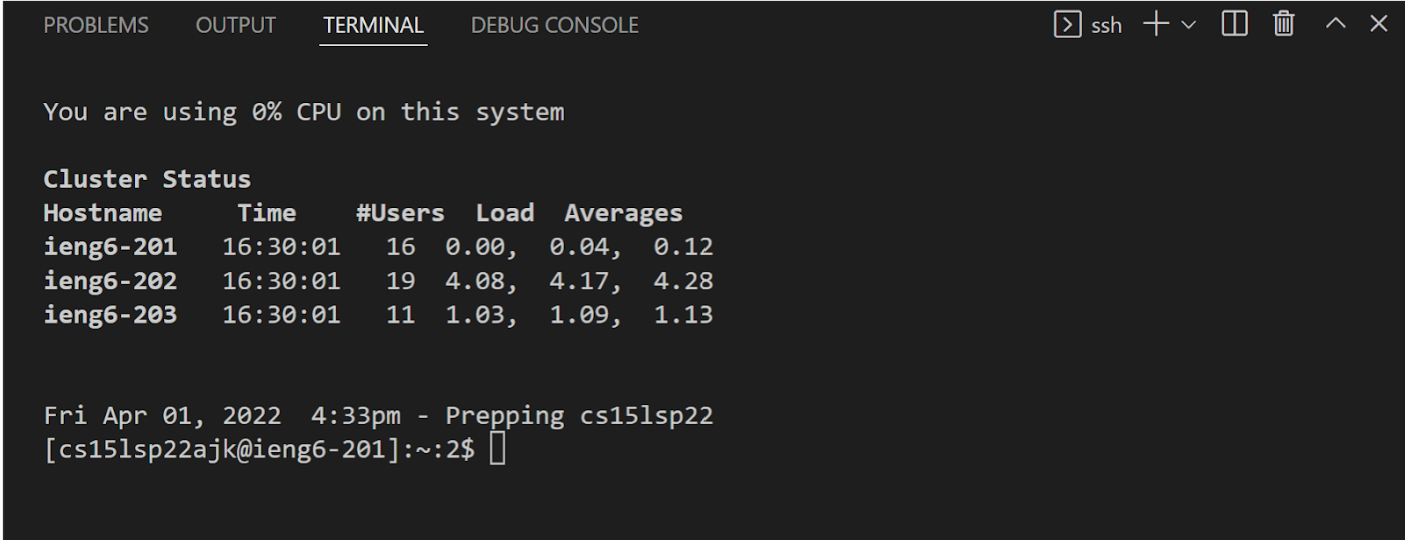 PROBLEMS OUTPUT TERMINAL DEBUG CONSOLE ssh
You are using 0% CPU on this system
Cluster Status
Hostname Time #Users Load Averages
ieng6-201 16:30:01 16 0.00, 0.04, 0.12
ieng6-202 16:30:01 19 4.08, 4.17, 4.28
ieng6-203 16:30:01 11 1.03, 1.09, 1.13
Fri Apr 01, 2022 4:33pm - Prepping cs15lsp22
[cs15lsp22ajk@ieng6-201]:~:2$